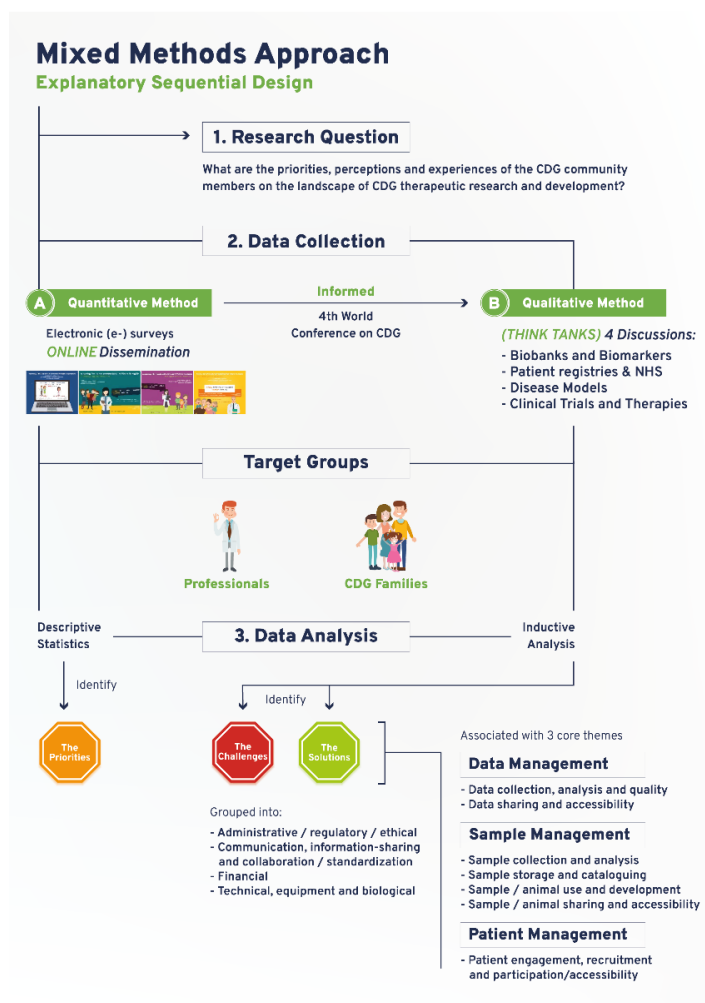 Mixed Methods Approach
Explanatory Sequential Design
1. Research Question
What are the priorities, perceptions and experiences of the CDG community
members on the landscape of CDG therapeutic research and development?
2. Data Collection
A Quantitative Method
Electronic (e-) surveys
ONLINE Dissemination
Informed
4th World
Conference on CDG
B Qualitative Method
(THINK TANKS) 4 Discussions:
- Biobanks and Biomarkers
- Patient registries & NHS
- Disease Models
- Clinical Trials and Therapies
Target Groups
Professionals
CDG Families
Descriptive
Statistics
3. Data Analysis
Inductive
Analysis
Identify
Identify
The
Priorities
The
Challenges
The
Solutions
Grouped into:
- Administrative / regulatory / ethical
- Communication, information-sharing
and collaboration / standardization
- Financial
- Technical, equipment and biological
Associated with 3 core themes
Data Management
- Data collection, analysis and quality
- Data sharing and accessibility
Sample Management
- Sample collection and analysis
- Sample storage and cataloguing
- Sample / animal use and development
- Sample / animal sharing and accessibility
Patient Management
- Patient engagement, recruitment
and participation/accessibility